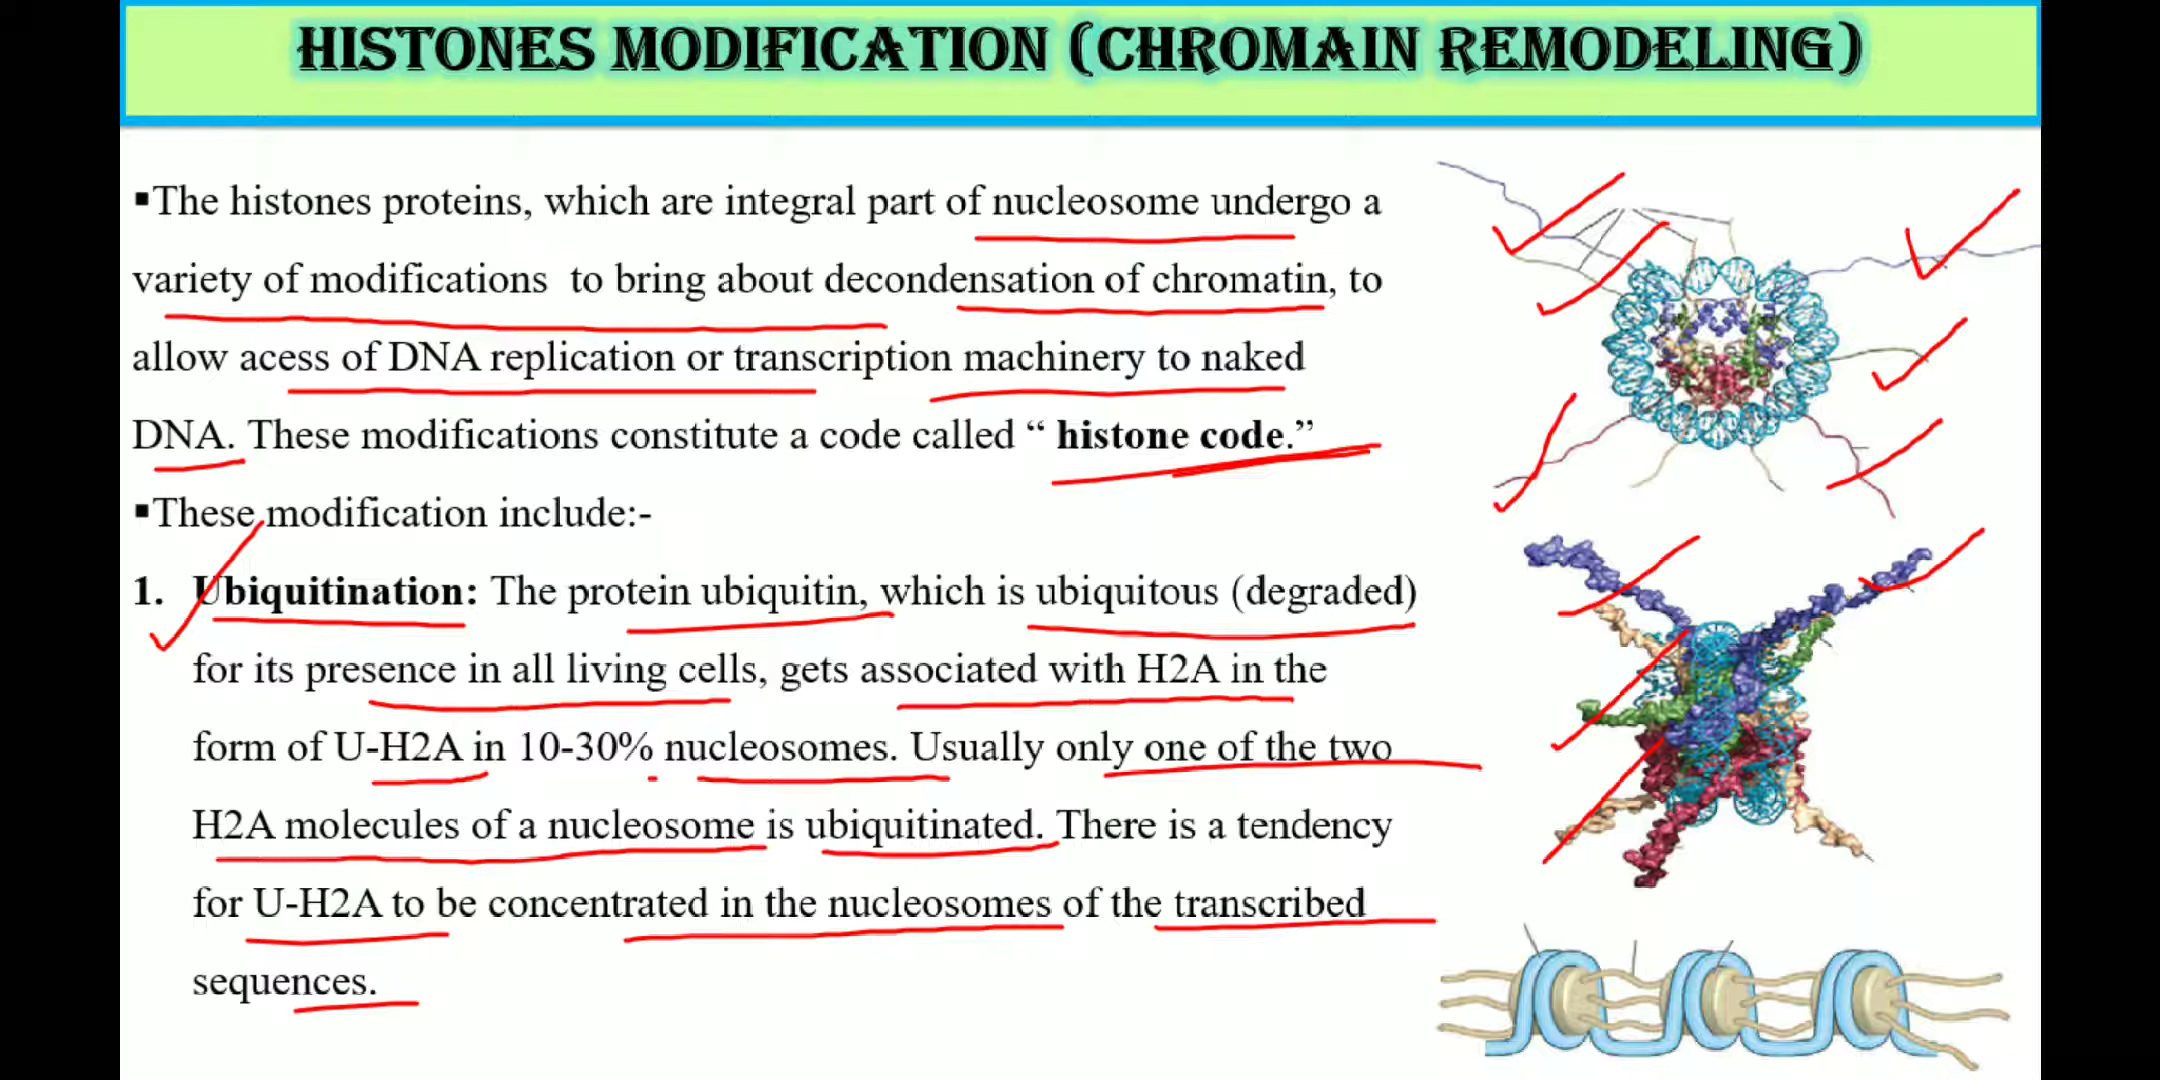 HISTONES MODIFICATION (CHROMAIN REMODELING)
▪The histones proteins, which are integral part of nucleosome undergo a
variety of modifications to bring about decondensation of chromatin, to
allow acess of DNA replication or transcription machinery to naked
DNA. These modifications constitute a code called “ histone code.”
▪These modification include:-
1. Ubiquitination: The protein ubiquitin, which is ubiquitous (degraded)
for its presence in all living cells, gets associated with H2A in the
form of U-H2A in 10-30% nucleosomes. Usually only one of the two
H2A molecules of a nucleosome is ubiquitinated. There is a tendency
for U-H2A to be concentrated in the nucleosomes of the transcribed
sequences.